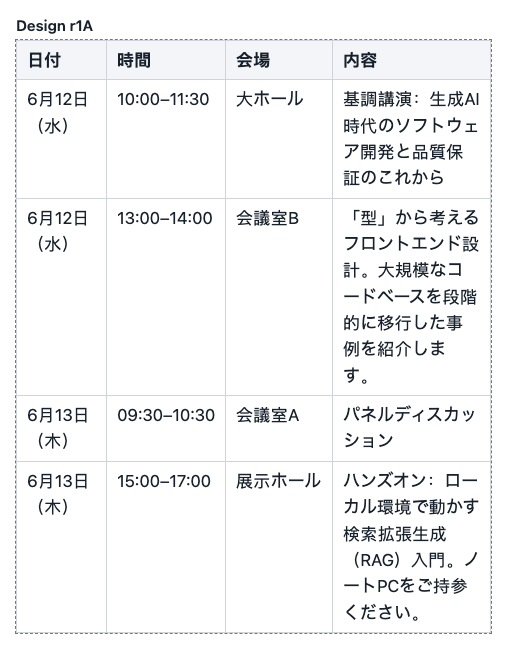 Design r1A
日付 時間 会場 内容
6月12日 10:00–11:30 大ホール 基調講演：生成AI
（水） 時代のソフトウェ
ア開発と品質保
証のこれから
6月12日 13:00–14:00 会議室B 「型」から考える
（水） フロントエンド設
計。大規模なコ
ードベースを段階
的に移行した事
例を紹介しま
す。
6月13日 09:30–10:30 会議室A パネルディスカッ
（木） ション
6月13日 15:00–17:00 展示ホール ハンズオン：ロー
（木） カル環境で動かす
検索拡張生成
（RAG）入門。ノ
ートPCをご持参
ください。